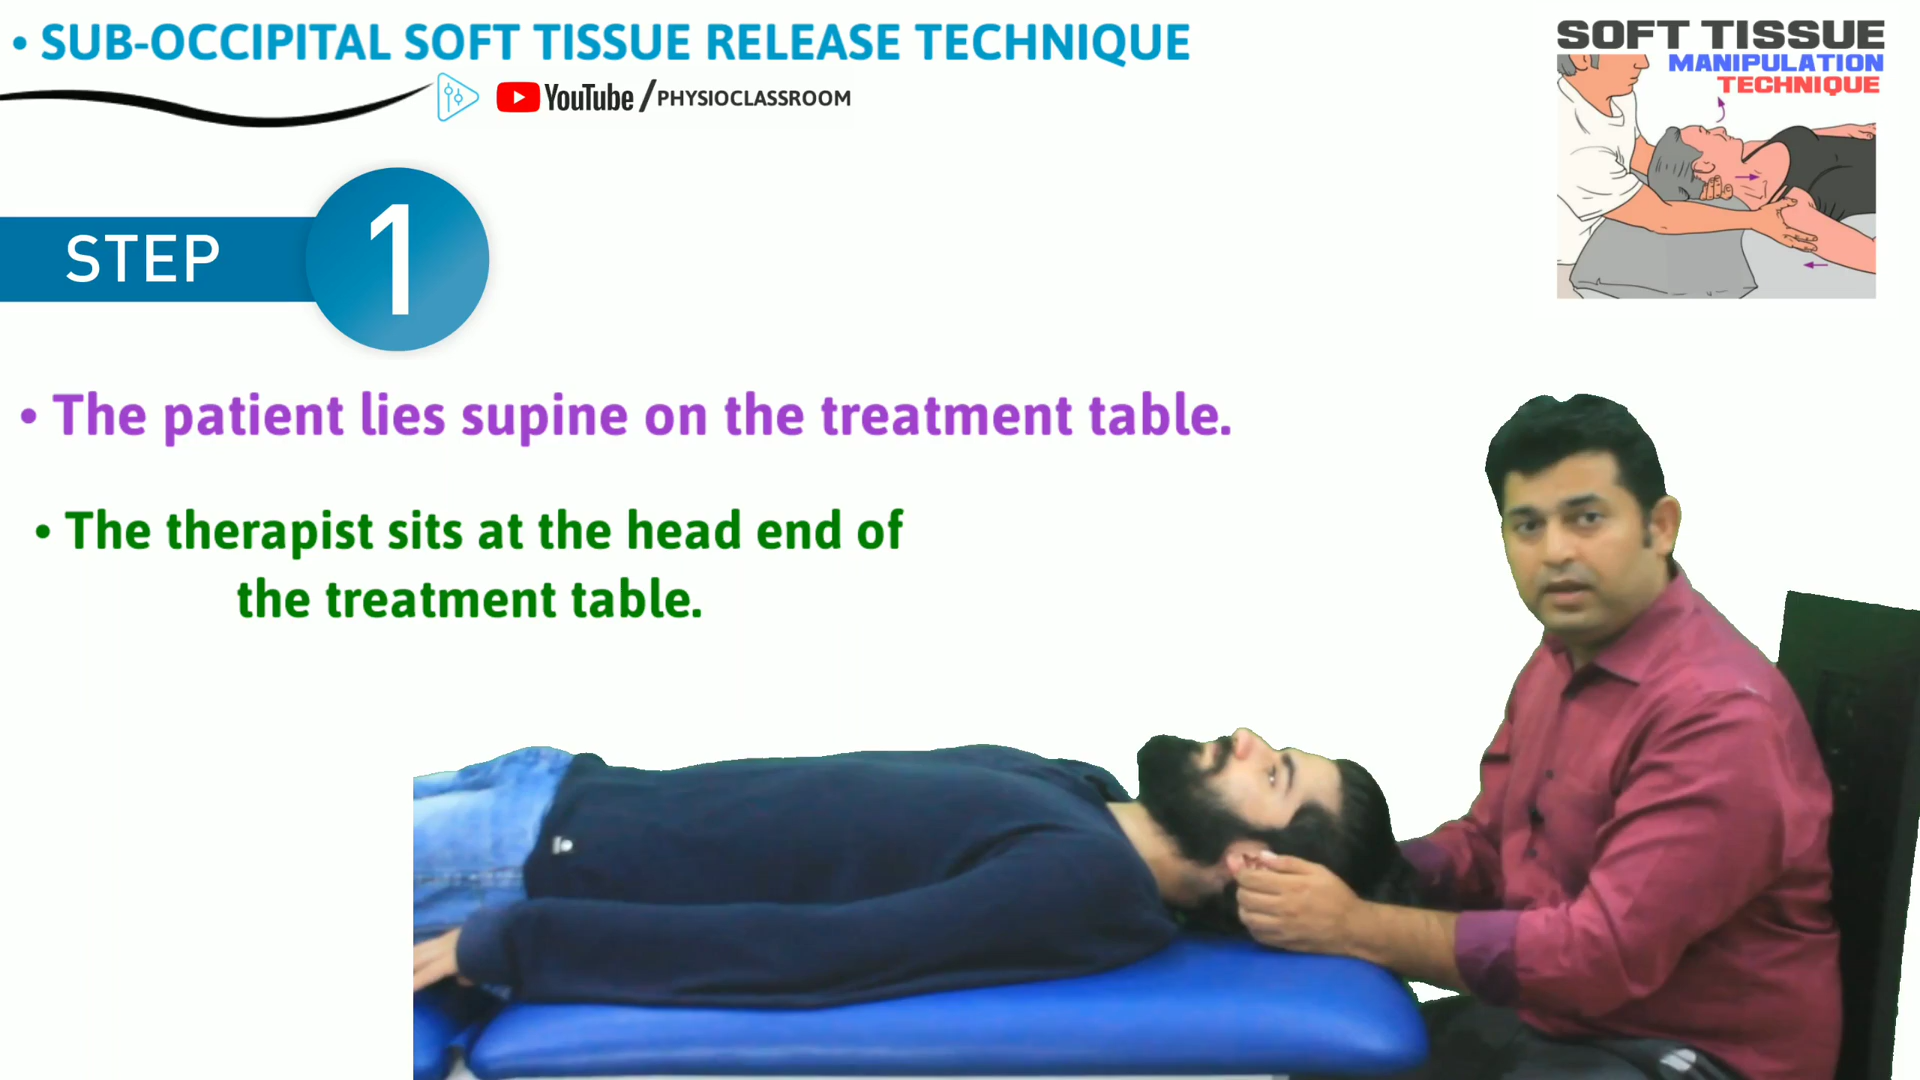 • SUB-OCCIPITAL SOFT TISSUE RELEASE TECHNIQUE
YouTube /PHYSIOCLASSROOM
SOFT TISSUE
MANIPULATION
TECHNIQUE
STEP 1
• The patient lies supine on the treatment table.
• The therapist sits at the head end of
the treatment table.